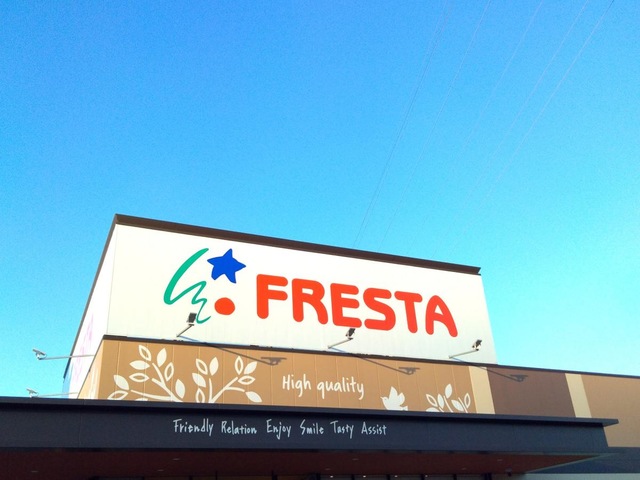 FRESTA
High quality
Friendly Relation Enjoy Smile Tasty Assist